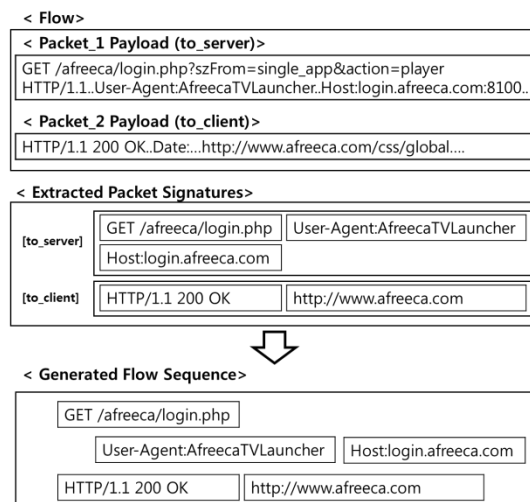 < Flow>
< Packet_1 Payload (to_server)>
GET /afreeca/login.php?szFrom=single_app&action=player
HTTP/1.1..User-Agent:AfreecaTVLauncher..Host:login.afreeca.com:8100..
< Packet_2 Payload (to_client)>
HTTP/1.1 200 OK..Date:...http://www.afreeca.com/css/global....
< Extracted Packet Signatures>
[to_server]
GET /afreeca/login.php
User-Agent:AfreecaTVLauncher
Host:login.afreeca.com
[to_client]
HTTP/1.1 200 OK
http://www.afreeca.com
< Generated Flow Sequence>
GET /afreeca/login.php
User-Agent:AfreecaTVLauncher
Host:login.afreeca.com
HTTP/1.1 200 OK
http://www.afreeca.com